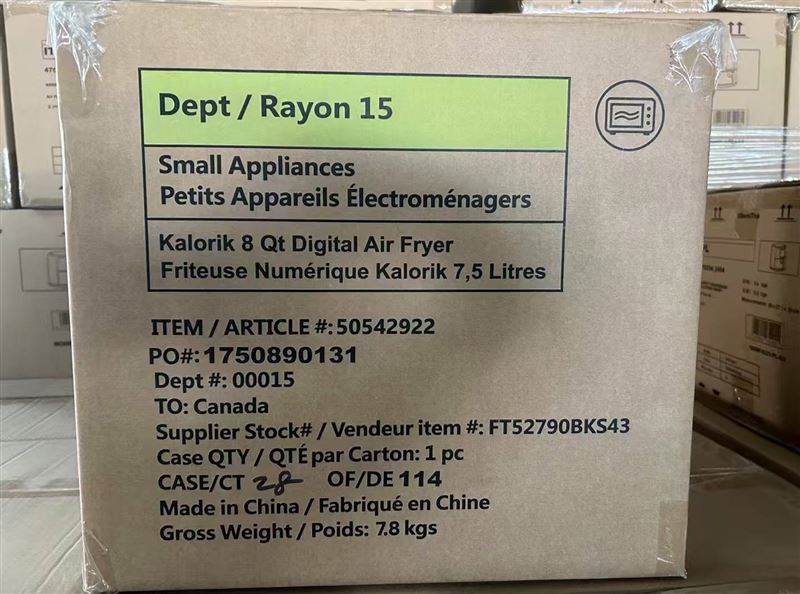 Dept / Rayon 15
Small Appliances
Petits Appareils Électroménagers
Kalorik 8 Qt Digital Air Fryer
Friteuse Numérique Kalorik 7,5 Litres
ITEM / ARTICLE #:50542922
PO#:1750890131
Dept #: 00015
TO: Canada
Supplier Stock# / Vendeur item #: FT52790BKS43
Case QTY / QTÉ par Carton: 1 pc
CASE/CT 28 OF/DE 114
Made in China / Fabriqué en Chine
Gross Weight / Poids: 7.8 kgs